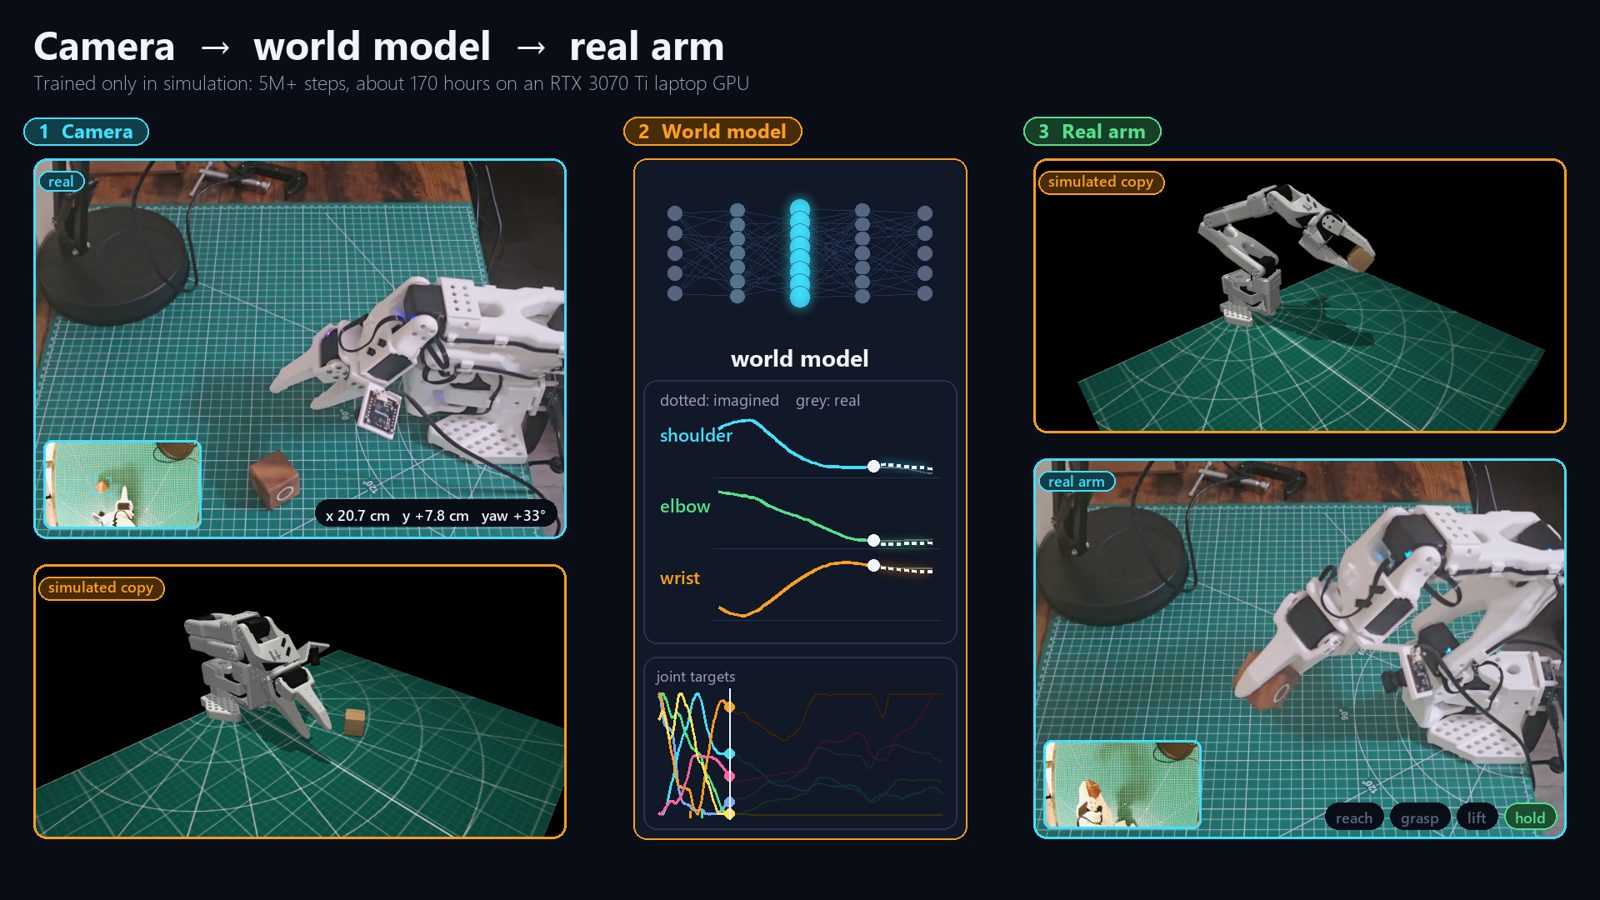 Camera → world model → real arm
Trained only in simulation: 5M+ steps, about 170 hours on an RTX 3070 Ti laptop GPU
1 Camera
real
x 20.7 cm y +7.8 cm yaw +33°
simulated copy
2 World model
world model
dotted: imagined grey: real
shoulder
elbow
wrist
joint targets
3 Real arm
simulated copy
real arm
reach grasp lift hold